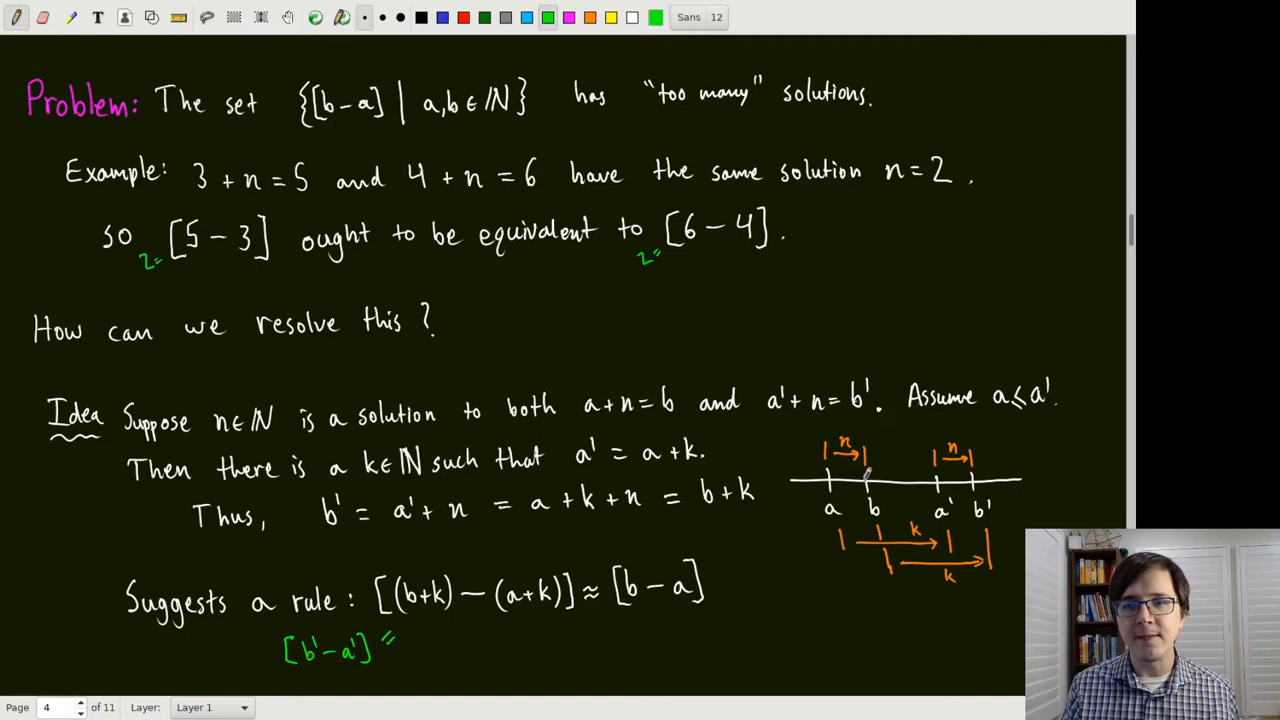 Sans 12
Problem: The set {[b-a] | a,b ∈ ℕ} has "too many" solutions.
Example: 3 + n = 5 and 4 + n = 6 have the same solution n = 2.
so [5 - 3] ought to be equivalent to [6 - 4].
2= 2=
How can we resolve this?
Idea Suppose n∈ℕ is a solution to both a+n=b and a'+n=b'. Assume a≤a'.
n n
Then there is a k∈ℕ such that a' = a+k.
Thus, b' = a'+n = a+k+n = b+k
a b a' b'
k
k
Suggests a rule: [(b+k) - (a+k)] ≈ [b-a]
[b'-a'] =
Page 4 of 11 Layer: Layer 1